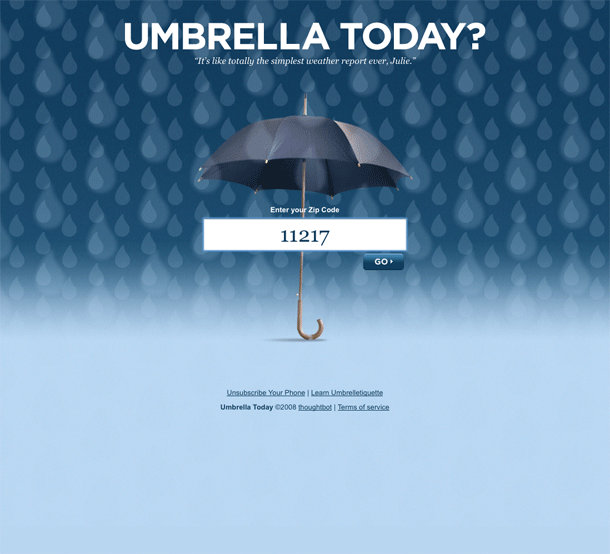 UMBRELLA TODAY?
"It's like totally the simplest weather report ever, Julie."
Enter your Zip Code
11217
GO
Unsubscribe Your Phone | Learn Umbrelletiquette
Umbrella Today ©2008 thoughtbot | Terms of service